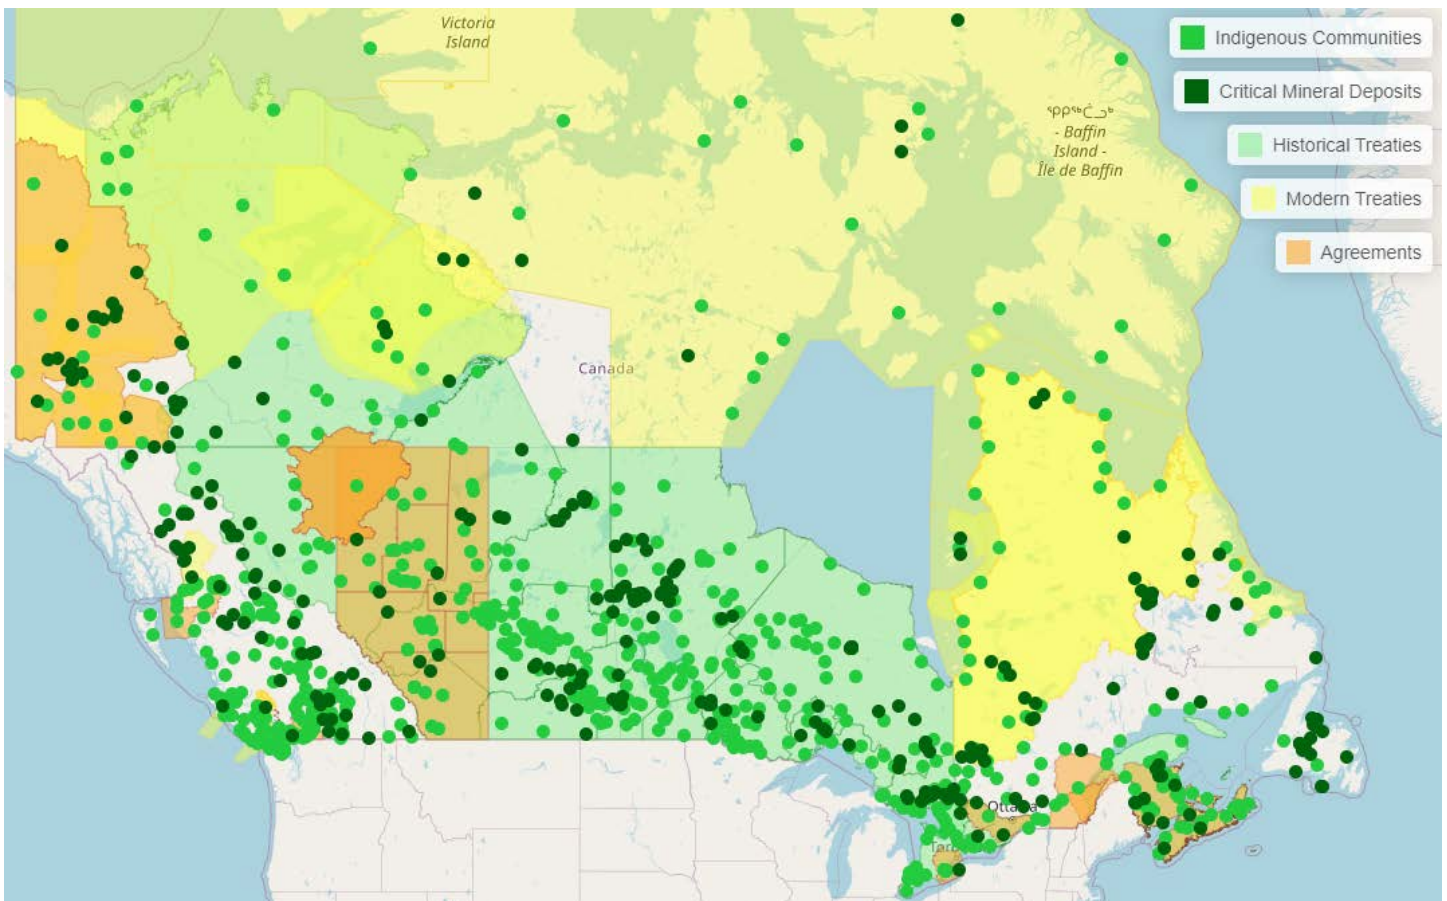 Victoria
Island
Indigenous Communities
Critical Mineral Deposits
ᕿᑭᖅᑖᓗᒃ
- Baffin
Island -
Île de Baffin
Historical Treaties
Modern Treaties
Agreements
Canada
Ottawa